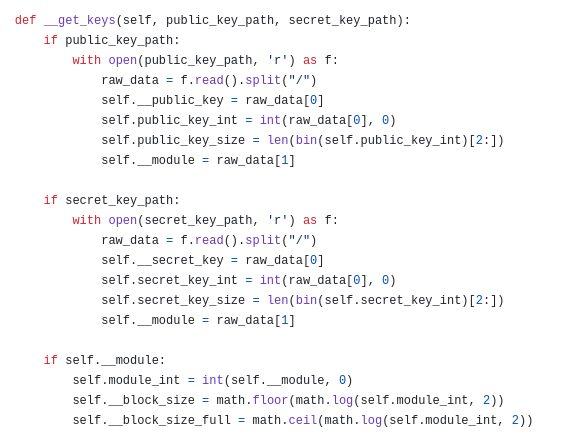 def __get_keys(self, public_key_path, secret_key_path):
    if public_key_path:
        with open(public_key_path, 'r') as f:
            raw_data = f.read().split("/")
            self.__public_key = raw_data[0]
            self.public_key_int = int(raw_data[0], 0)
            self.public_key_size = len(bin(self.public_key_int)[2:])
            self.__module = raw_data[1]

    if secret_key_path:
        with open(secret_key_path, 'r') as f:
            raw_data = f.read().split("/")
            self.__secret_key = raw_data[0]
            self.secret_key_int = int(raw_data[0], 0)
            self.secret_key_size = len(bin(self.secret_key_int)[2:])
            self.__module = raw_data[1]

    if self.__module:
        self.module_int = int(self.__module, 0)
        self.__block_size = math.floor(math.log(self.module_int, 2))
        self.__block_size_full = math.ceil(math.log(self.module_int, 2))